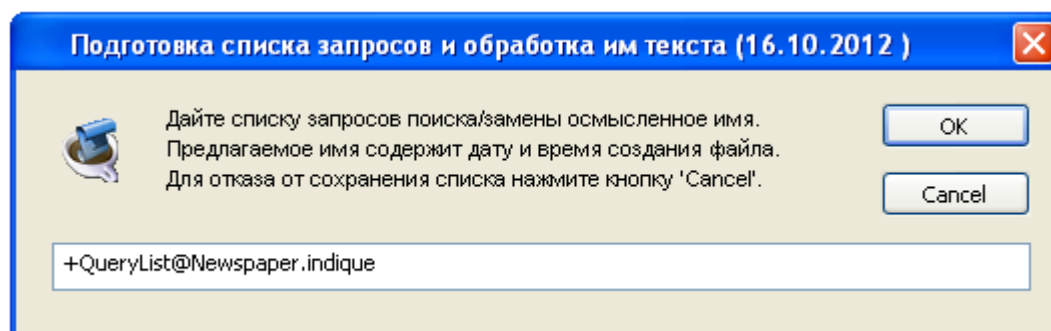 Подготовка списка запросов и обработка им текста (16.10.2012 )
Дайте списку запросов поиска/замены осмысленное имя.
Предлагаемое имя содержит дату и время создания файла.
Для отказа от сохранения списка нажмите кнопку 'Cancel'.
OK
Cancel
+QueryList@Newspaper.indique